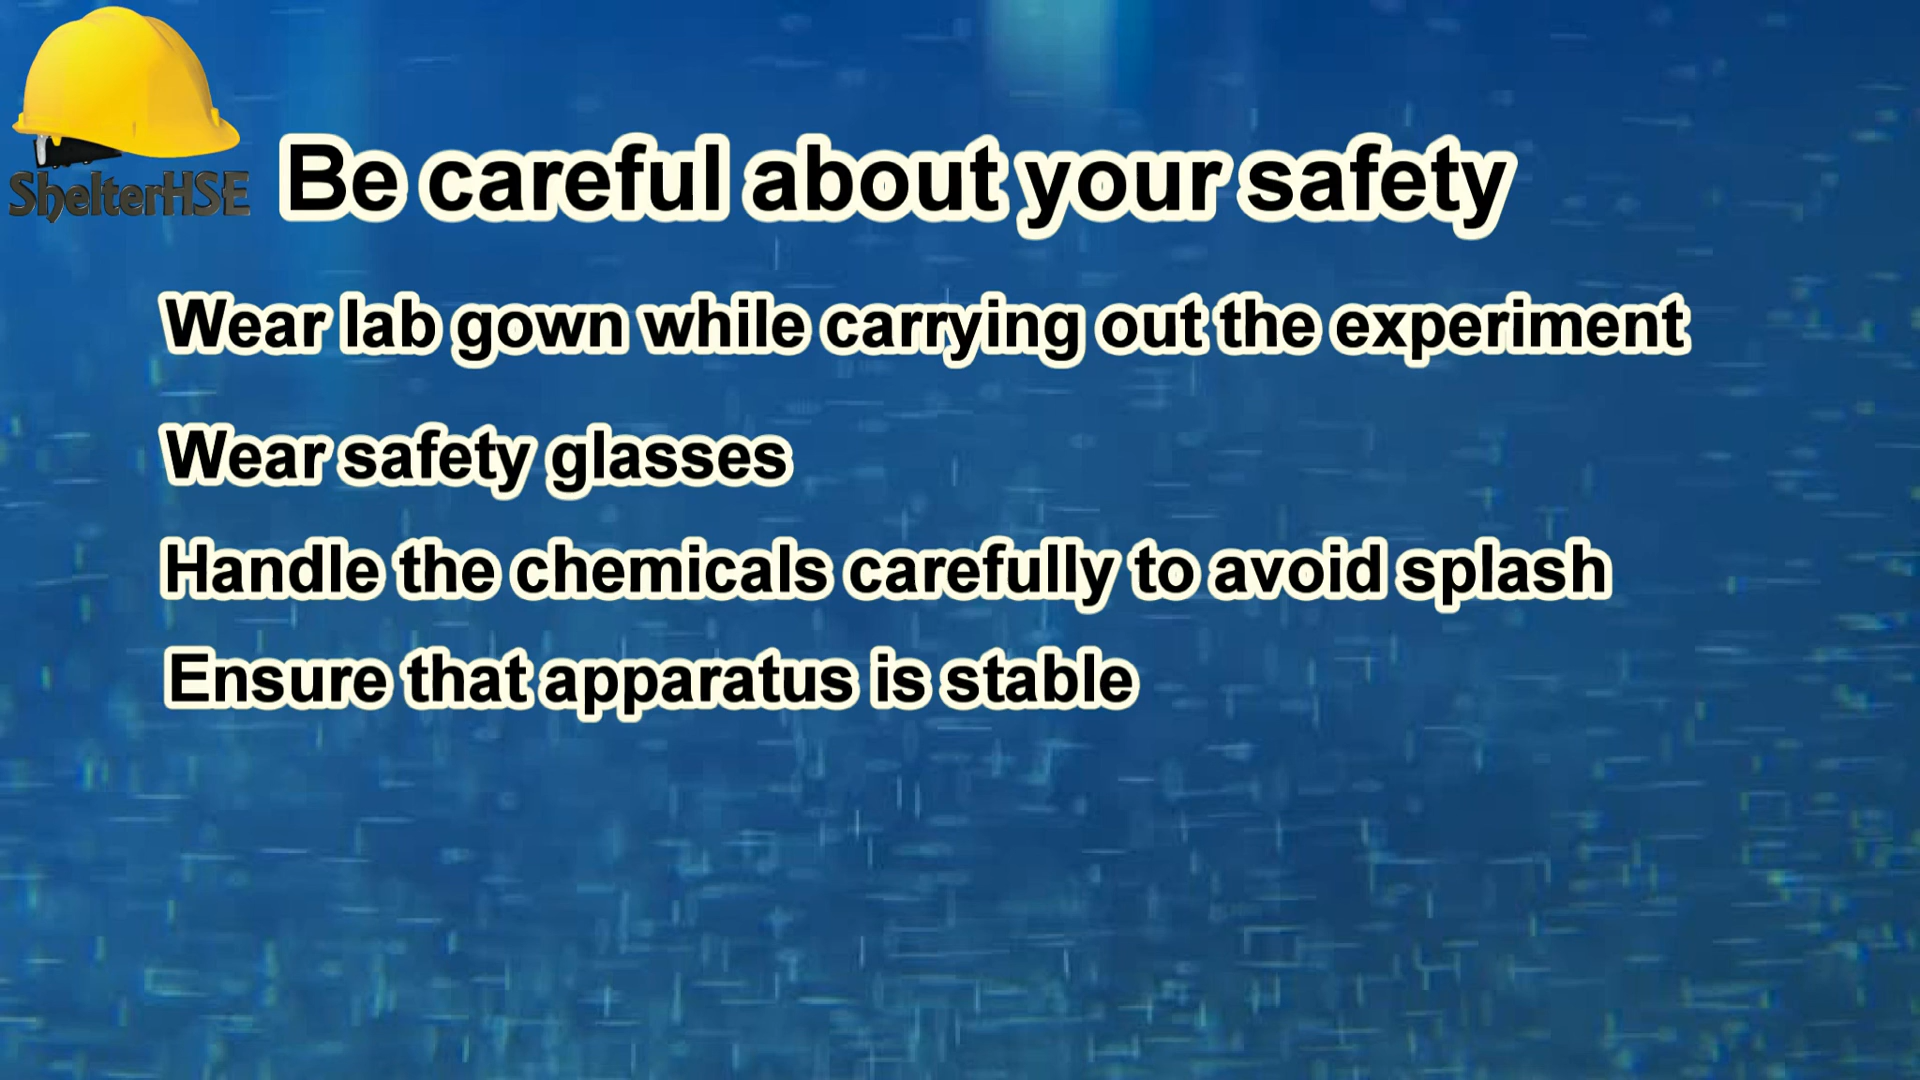 ShelterHSE
Be careful about your safety
Wear lab gown while carrying out the experiment
Wear safety glasses
Handle the chemicals carefully to avoid splash
Ensure that apparatus is stable